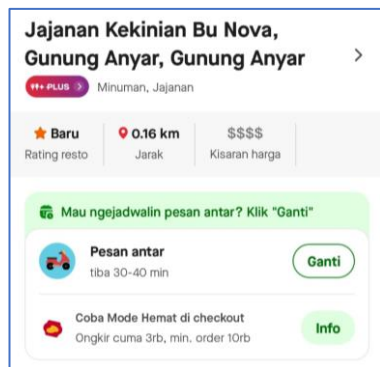 Jajanan Kekinian Bu Nova,
Gunung Anyar, Gunung Anyar
PLUS Minuman, Jajanan
Baru 0.16 km $$$$
Rating resto Jarak Kisaran harga
Mau ngejadwalin pesan antar? Klik "Ganti"
Pesan antar
tiba 30-40 min
Ganti
Coba Mode Hemat di checkout
Ongkir cuma 3rb, min. order 10rb
Info